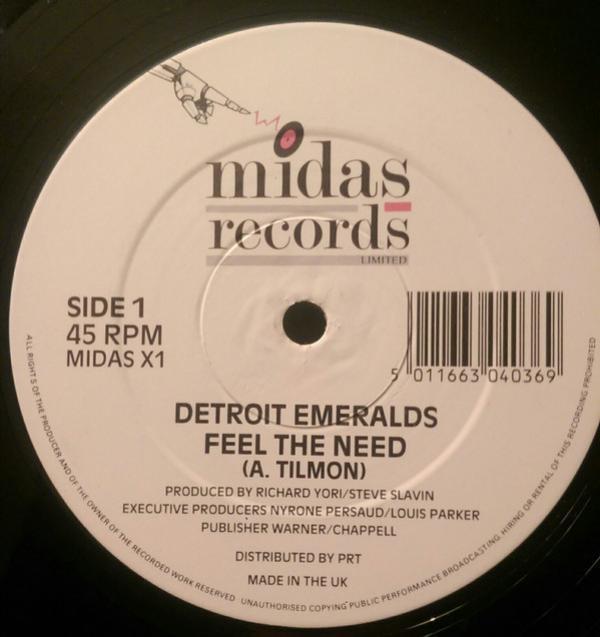 midas
records
LIMITED
SIDE 1
45 RPM
MIDAS X1
5 011663 040369
DETROIT EMERALDS
FEEL THE NEED
(A. TILMON)
PRODUCED BY RICHARD YORI/STEVE SLAVIN
EXECUTIVE PRODUCERS NYRONE PERSAUD/LOUIS PARKER
PUBLISHER WARNER/CHAPPELL
DISTRIBUTED BY PRT
MADE IN THE UK
ALL RIGHTS OF THE PRODUCER AND OF THE OWNER OF THE RECORDED WORK RESERVED UNAUTHORISED COPYING PUBLIC PERFORMANCE BROADCASTING HIRING OR RENTAL OF THIS RECORDING PROHIBITED